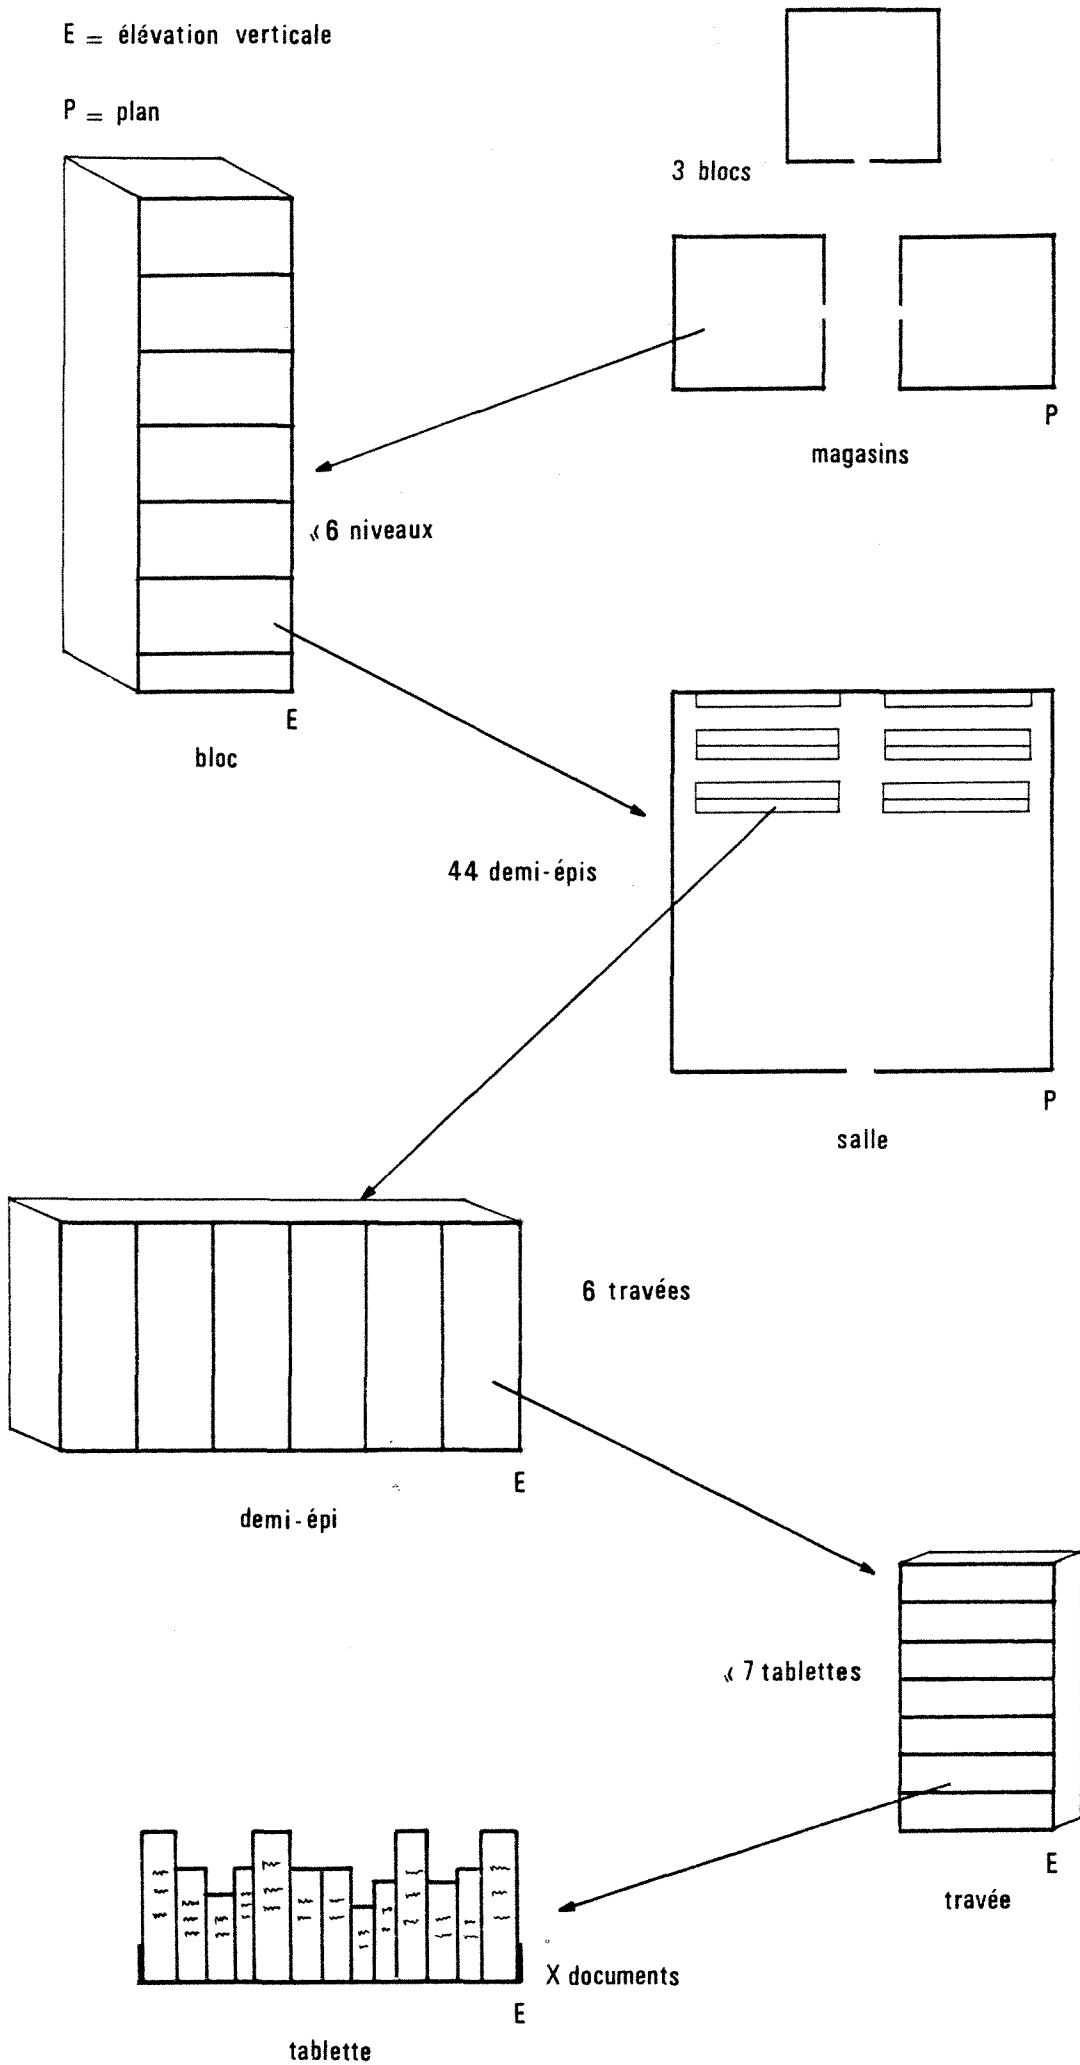 E = élévation verticale
P = plan
3 blocs
P
magasins
⩽ 6 niveaux
E
bloc
44 demi-épis
P
salle
6 travées
E
demi-épi
⩽ 7 tablettes
E
travée
X documents
E
tablette